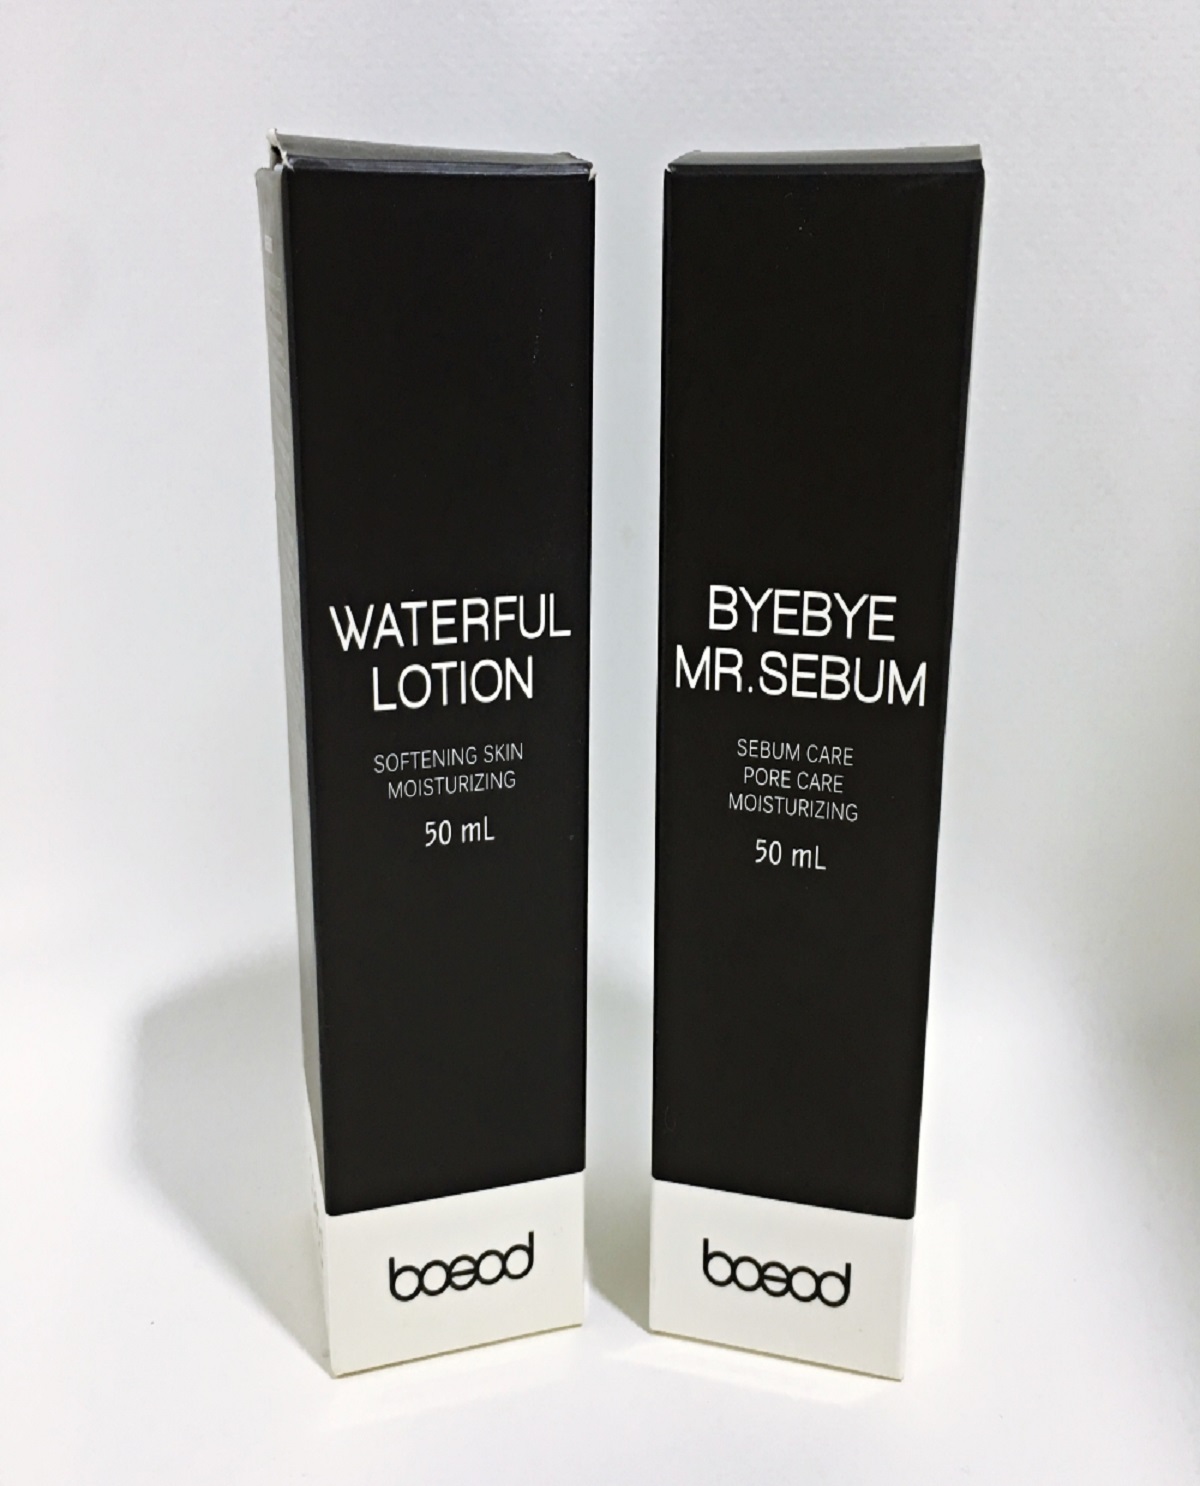 WATERFUL
LOTION
SOFTENING SKIN
MOISTURIZING
50 mL
boeod
BYEBYE
MR.SEBUM
SEBUM CARE
PORE CARE
MOISTURIZING
50 mL
boeod